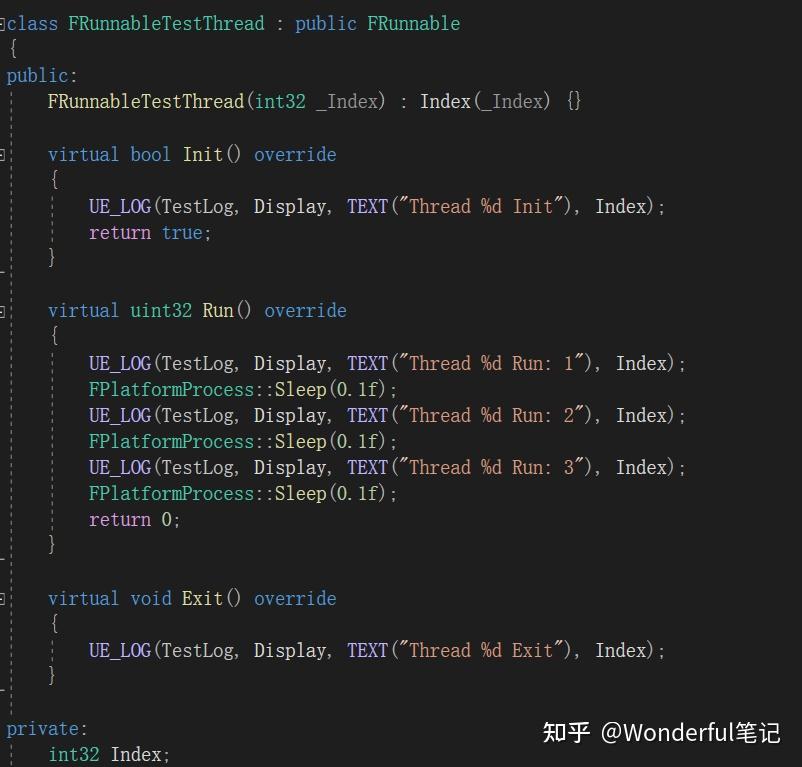 class FRunnableTestThread : public FRunnable
{
public:
    FRunnableTestThread(int32 _Index) : Index(_Index) {}

    virtual bool Init() override
    {
        UE_LOG(TestLog, Display, TEXT("Thread %d Init"), Index);
        return true;
    }

    virtual uint32 Run() override
    {
        UE_LOG(TestLog, Display, TEXT("Thread %d Run: 1"), Index);
        FPlatformProcess::Sleep(0.1f);
        UE_LOG(TestLog, Display, TEXT("Thread %d Run: 2"), Index);
        FPlatformProcess::Sleep(0.1f);
        UE_LOG(TestLog, Display, TEXT("Thread %d Run: 3"), Index);
        FPlatformProcess::Sleep(0.1f);
        return 0;
    }

    virtual void Exit() override
    {
        UE_LOG(TestLog, Display, TEXT("Thread %d Exit"), Index);
    }

private:
    int32 Index;
知乎 @Wonderful笔记